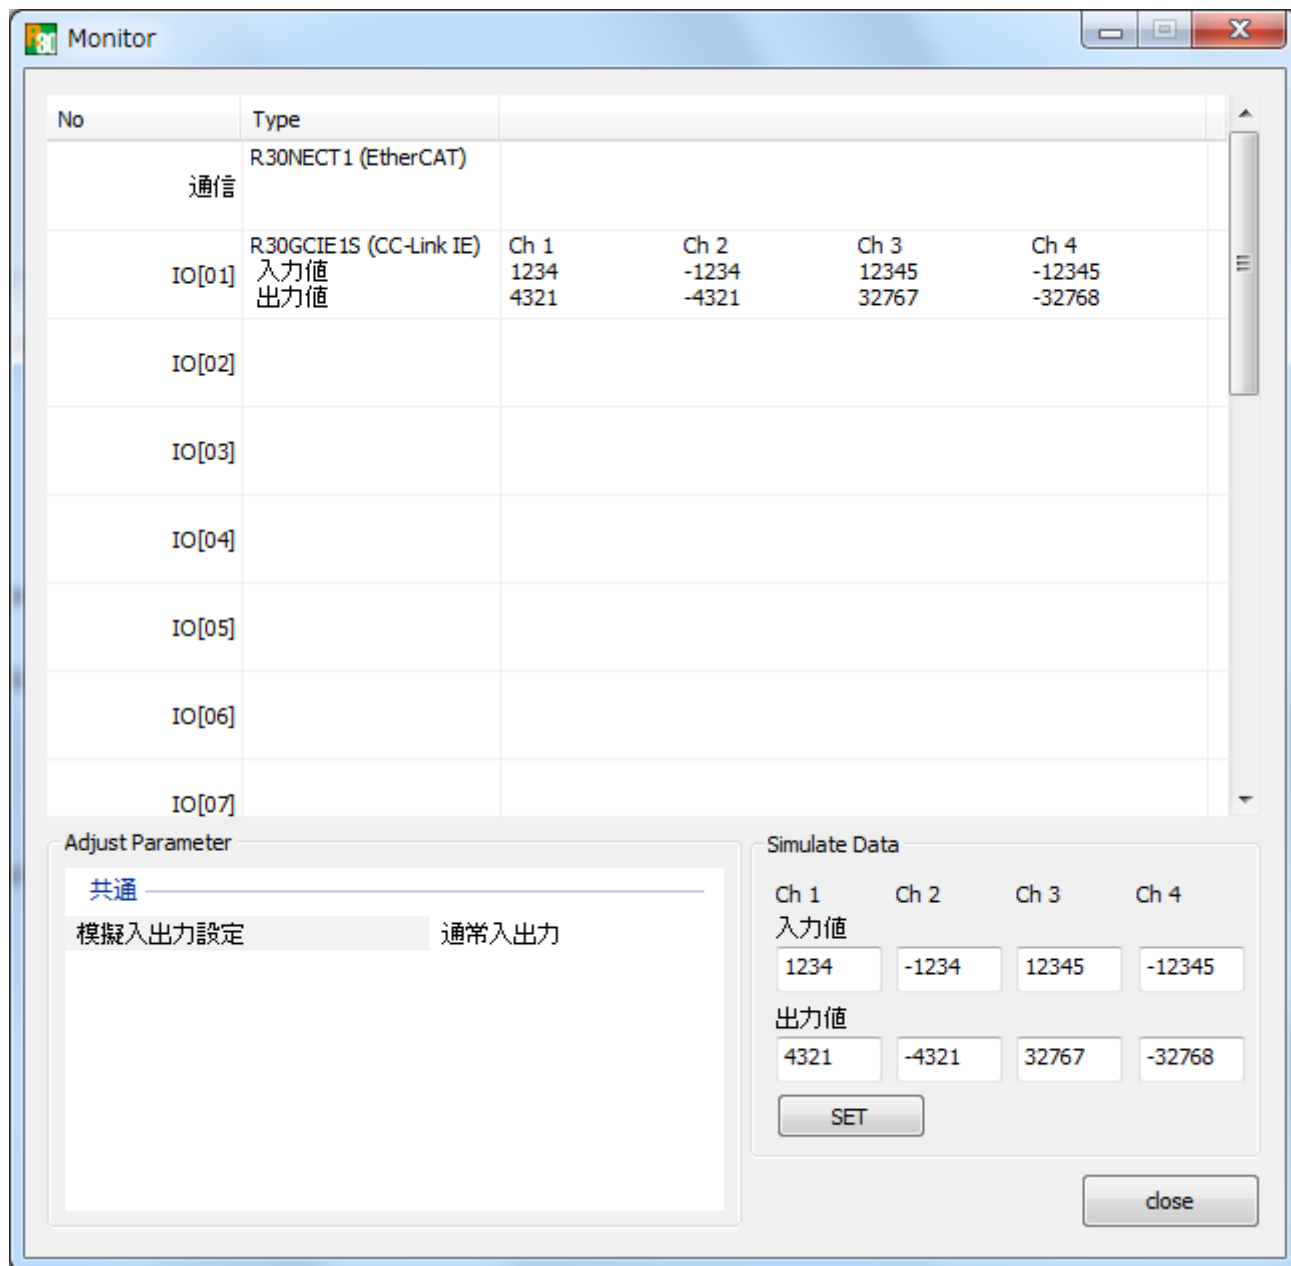 Monitor
No Type
通信 R30NECT1 (EtherCAT)
IO[01] R30GCIE1S (CC-Link IE) Ch 1 Ch 2 Ch 3 Ch 4
入力値 1234 -1234 12345 -12345
出力値 4321 -4321 32767 -32768
IO[02]
IO[03]
IO[04]
IO[05]
IO[06]
IO[07]
Adjust Parameter
共通
模擬入出力設定 通常入出力
Simulate Data
Ch 1 Ch 2 Ch 3 Ch 4
入力値
1234 -1234 12345 -12345
出力値
4321 -4321 32767 -32768
SET
close